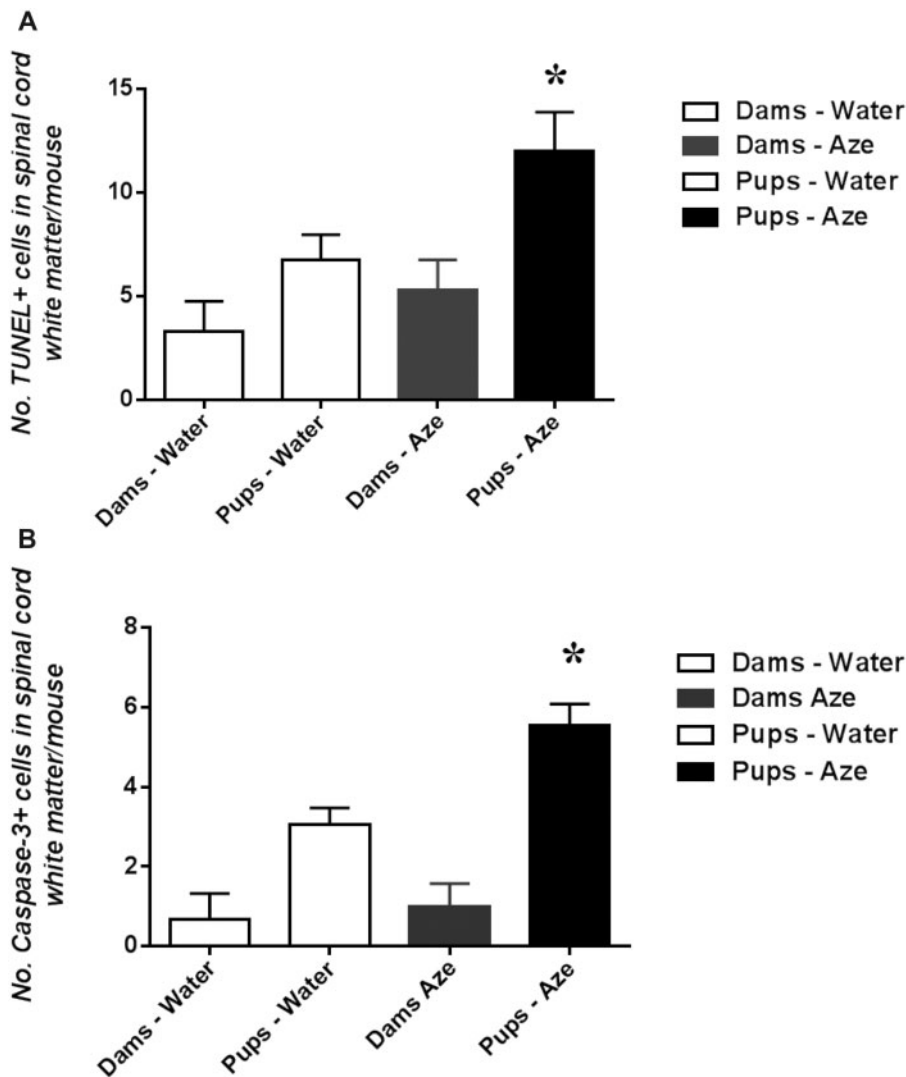 A
No. TUNEL+ cells in spinal cord
white matter/mouse
15
10
5
0
*
Dams - Water
Pups - Water
Dams - Aze
Pups - Aze
Dams - Water
Dams - Aze
Pups - Water
Pups - Aze
B
No. Caspase-3+ cells in spinal cord
white matter/mouse
8
6
4
2
0
*
Dams - Water
Pups - Water
Dams Aze
Pups - Aze
Dams - Water
Dams Aze
Pups - Water
Pups - Aze